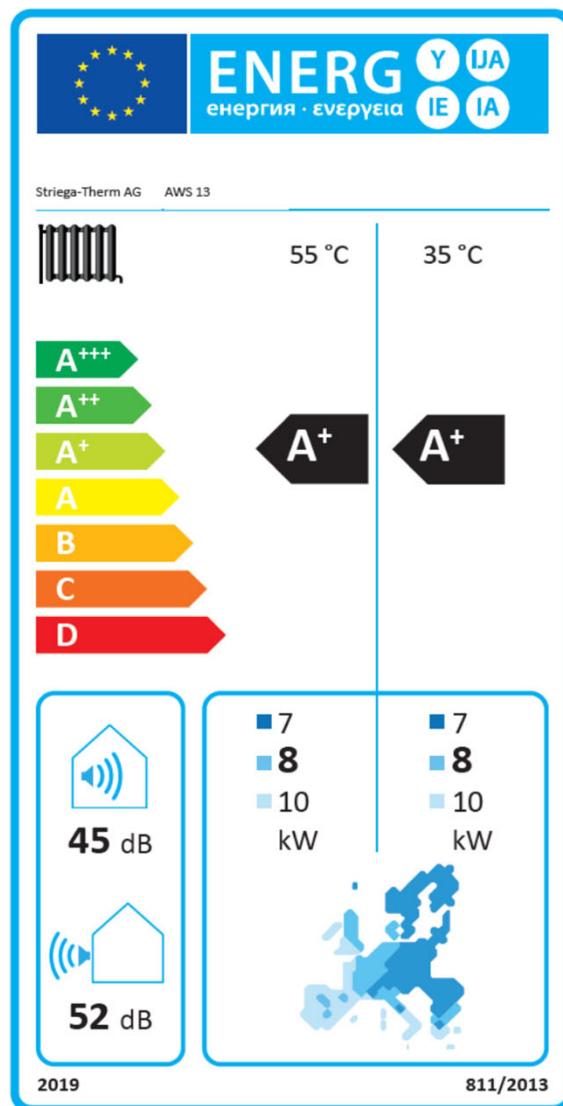 ENERG Y IJA
енергия · ενεργεια IE IA
Striega-Therm AG AWS 13
55 °C 35 °C
A+++
A++
A+
A
B
C
D
A+ A+
45 dB
52 dB
7 7
8 8
10 10
kW kW
2019 811/2013